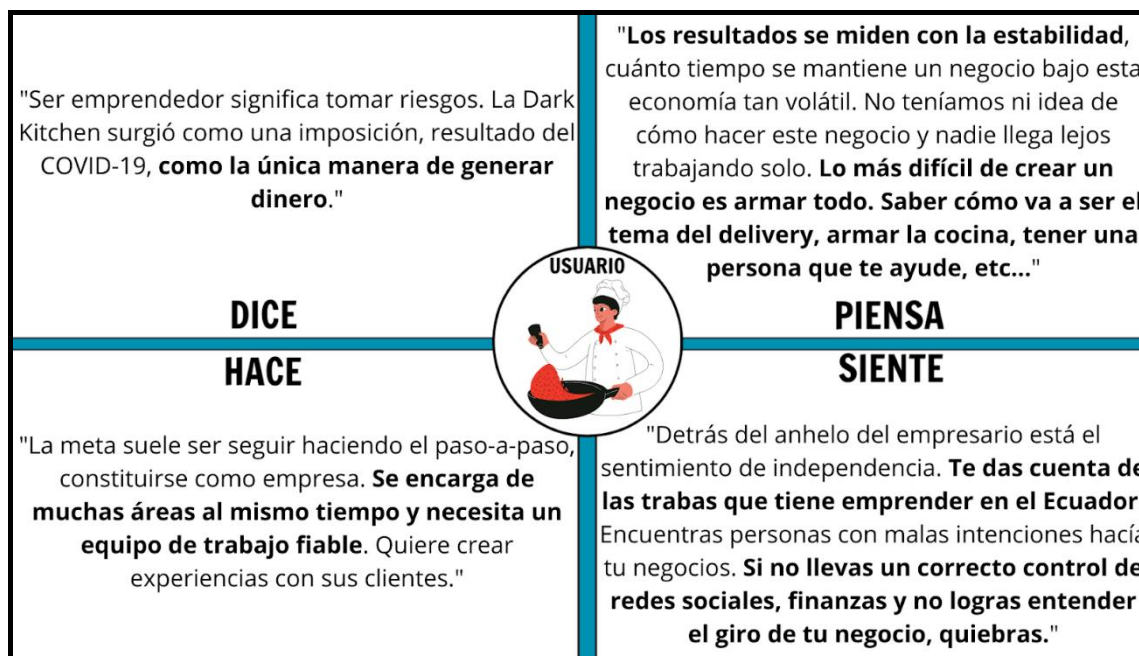 "Ser emprendedor significa tomar riesgos. La Dark
Kitchen surgió como una imposición, resultado del
COVID-19, como la única manera de generar
dinero."
DICE
"Los resultados se miden con la estabilidad,
cuánto tiempo se mantiene un negocio bajo esta
economía tan volátil. No teníamos ni idea de
cómo hacer este negocio y nadie llega lejos
trabajando solo. Lo más difícil de crear un
negocio es armar todo. Saber cómo va a ser el
tema del delivery, armar la cocina, tener una
persona que te ayude, etc..."
PIENSA
USUARIO
HACE
"La meta suele ser seguir haciendo el paso-a-paso,
constituirse como empresa. Se encarga de
muchas áreas al mismo tiempo y necesita un
equipo de trabajo fiable. Quiere crear
experiencias con sus clientes."
SIENTE
"Detrás del anhelo del empresario está el
sentimiento de independencia. Te das cuenta de
las trabas que tiene emprender en el Ecuador
Encuentras personas con malas intenciones hacía
tu negocios. Si no llevas un correcto control de
redes sociales, finanzas y no logras entender
el giro de tu negocio, quiebras."